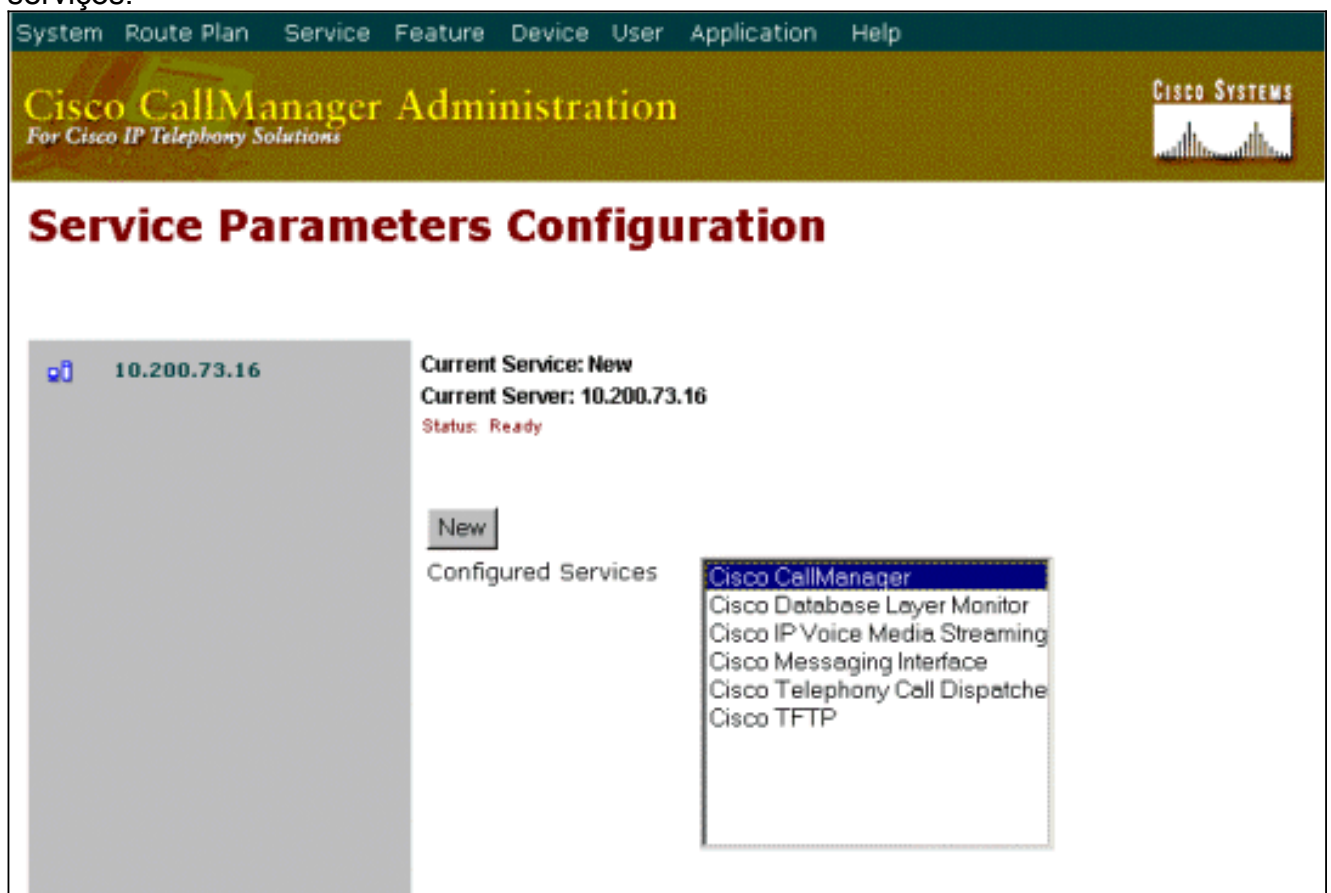 serviços.
System Route Plan Service Feature Device User Application Help
Cisco CallManager Administration
For Cisco IP Telephony Solutions
CISCO SYSTEMS
Service Parameters Configuration
10.200.73.16
Current Service: New
Current Server: 10.200.73.16
Status: Ready
New
Configured Services
Cisco CallManager
Cisco Database Layer Monitor
Cisco IP Voice Media Streaming
Cisco Messaging Interface
Cisco Telephony Call Dispatche
Cisco TFTP